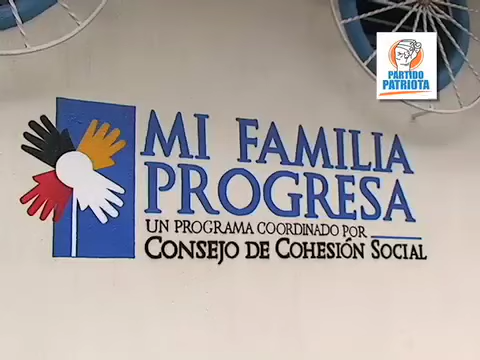 PARTIDO
PATRIOTA
MI FAMILIA
PROGRESA
UN PROGRAMA COORDINADO POR
CONSEJO DE COHESIÓN SOCIAL